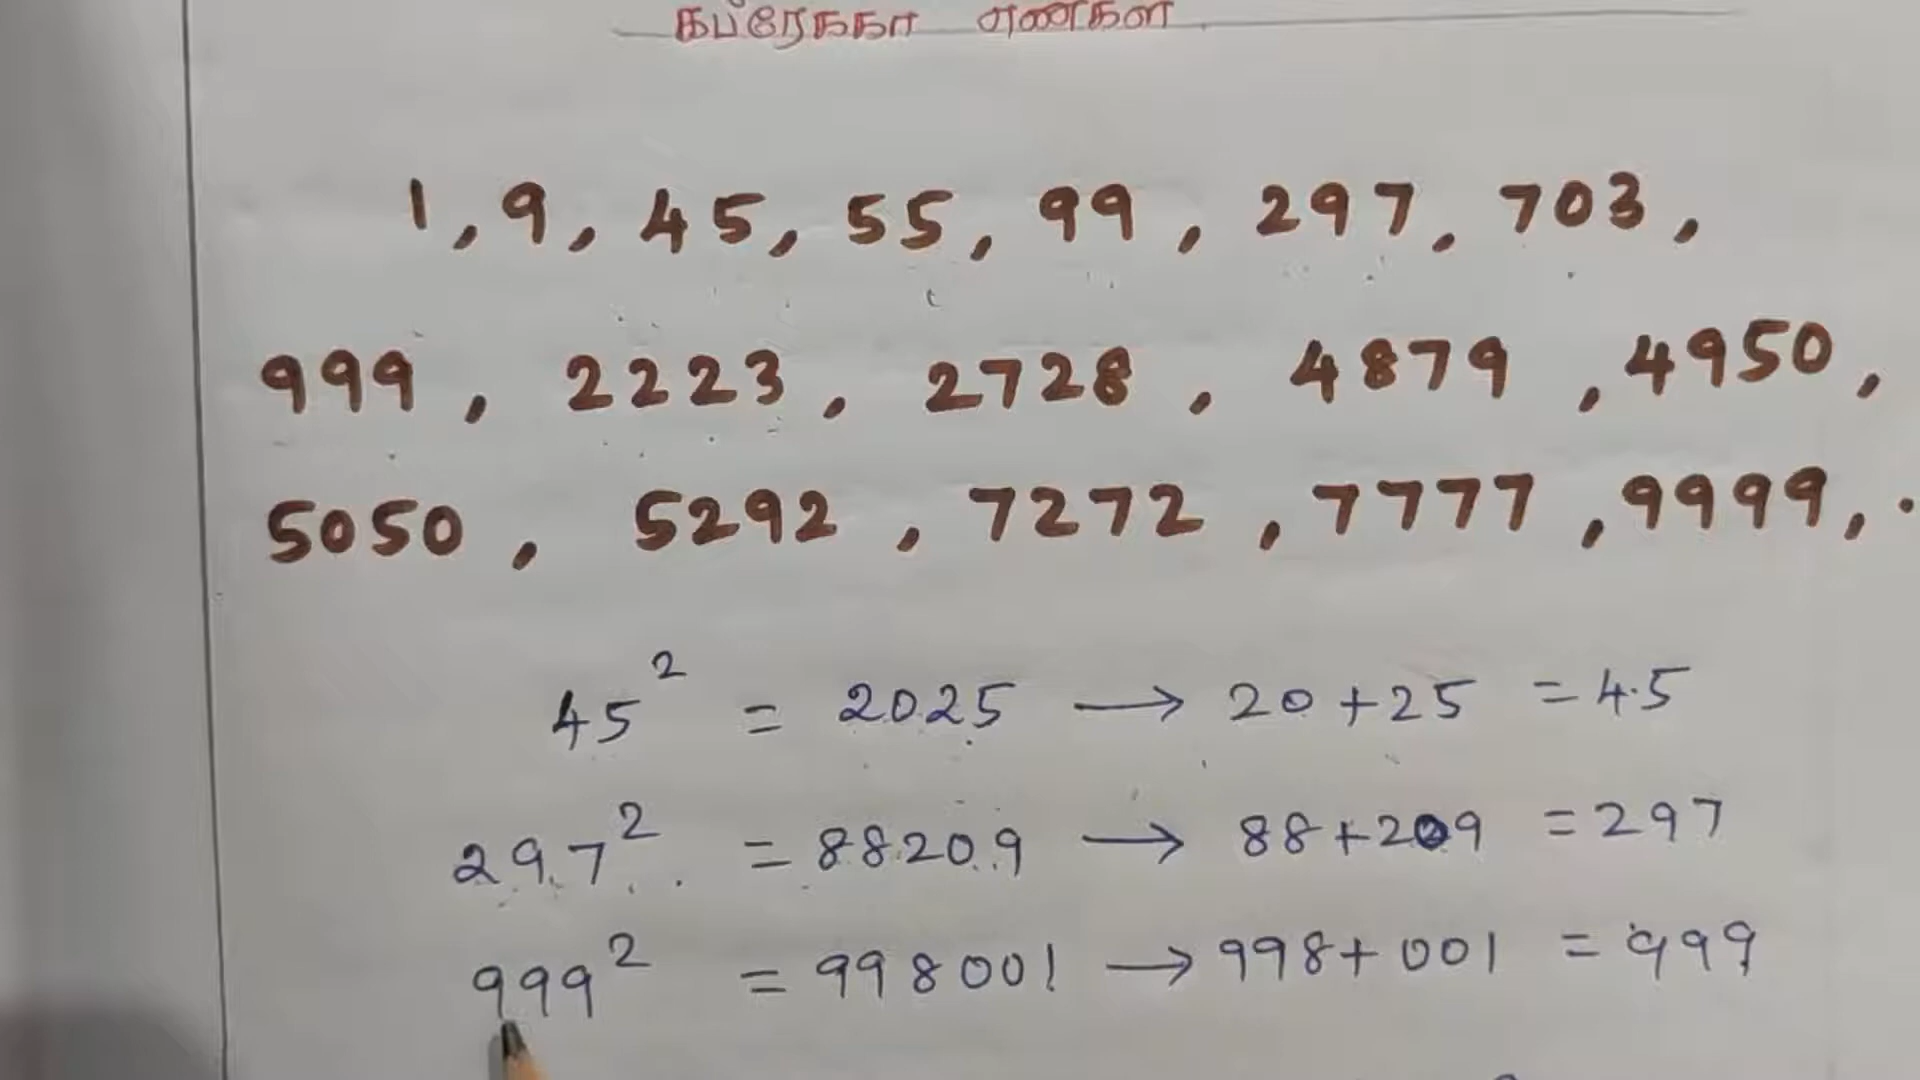 கப்ரேக்கா எண்கள்
1, 9, 45, 55, 99, 297, 703,
999, 2223, 2728, 4879, 4950,
5050, 5292, 7272, 7777, 9999, .
45² = 2025 → 20+25 = 45
297² = 88209 → 88+209 = 297
999² = 998001 → 998+001 = 999